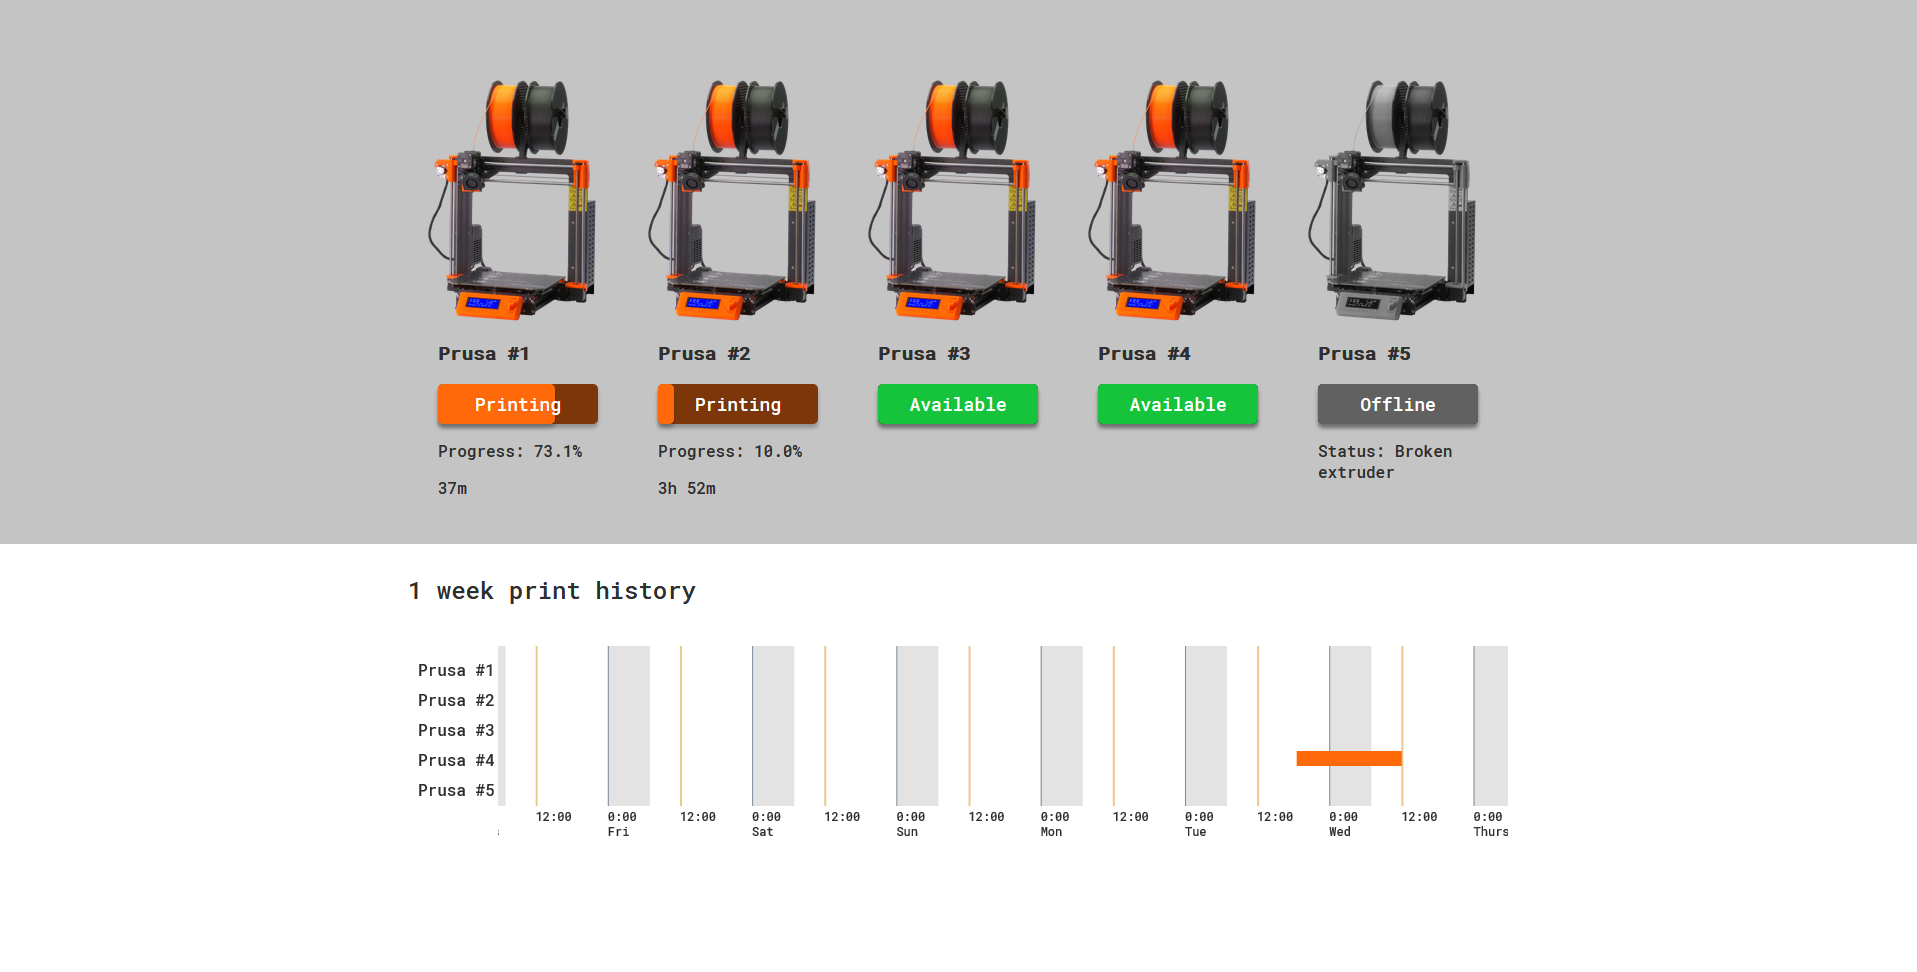 Prusa #1 Prusa #2 Prusa #3 Prusa #4 Prusa #5
Printing Printing Available Available Offline
Progress: 73.1% Progress: 10.0% Status: Broken
extruder
37m 3h 52m
1 week print history
Prusa #1
Prusa #2
Prusa #3
Prusa #4
Prusa #5
12:00 0:00 12:00 0:00 12:00 0:00 12:00 0:00 12:00 0:00 12:00 0:00 12:00 0:00
Fri Sat Sun Mon Tue Wed Thurs